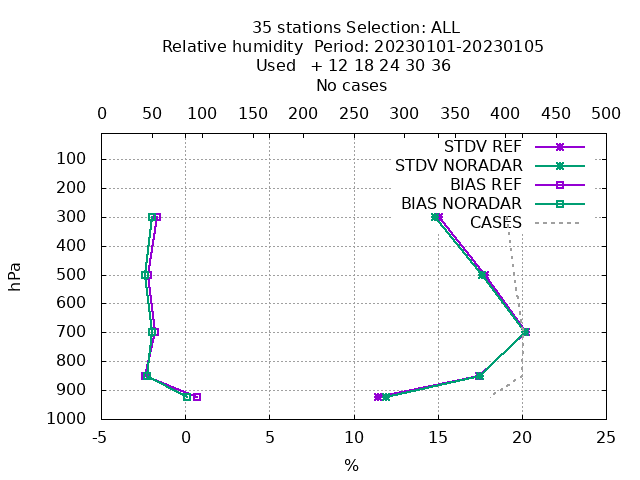 35 stations Selection: ALL
Relative humidity  Period: 20230101-20230105
Used   + 12 18 24 30 36
No cases
0 50 100 150 200 250 300 350 400 450 500
STDV REF
STDV NORADAR
BIAS REF
BIAS NORADAR
CASES
hPa
100
200
300
400
500
600
700
800
900
1000
-5 0 5 10 15 20 25
%